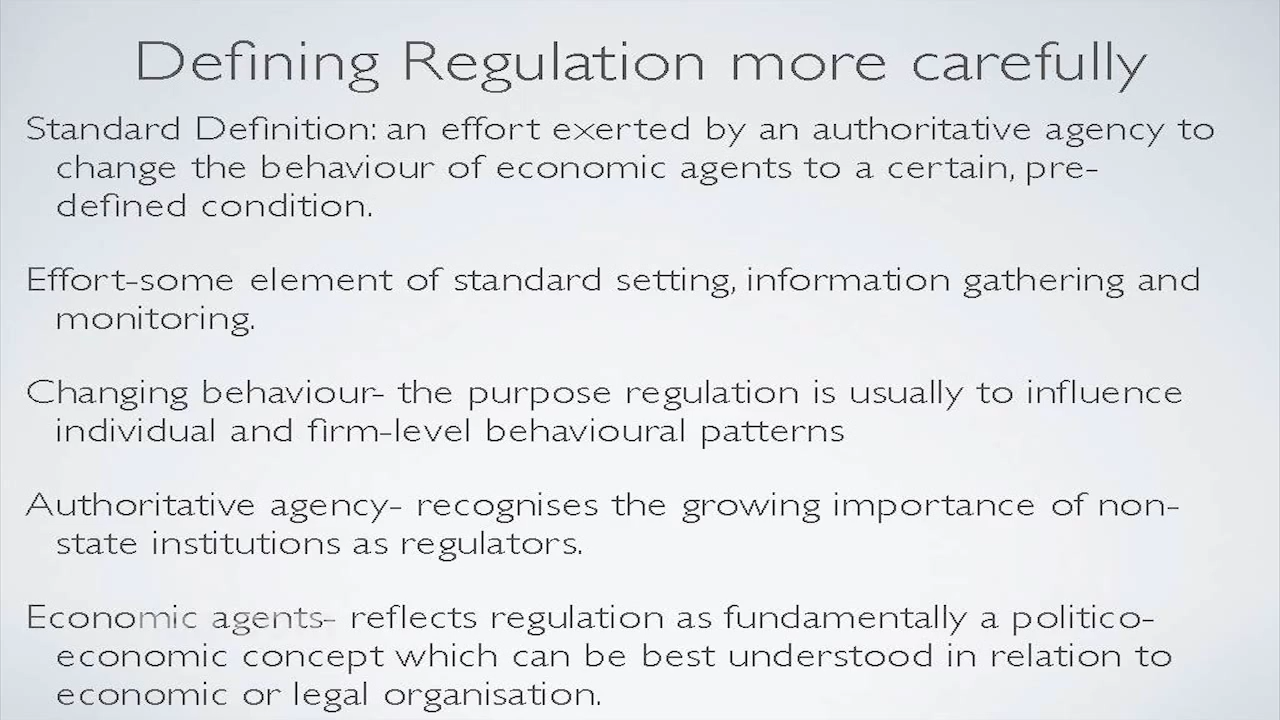 Defining Regulation more carefully
Standard Definition: an effort exerted by an authoritative agency to
change the behaviour of economic agents to a certain, pre-
defined condition.
Effort-some element of standard setting, information gathering and
monitoring.
Changing behaviour- the purpose regulation is usually to influence
individual and firm-level behavioural patterns
Authoritative agency- recognises the growing importance of non-
state institutions as regulators.
Economic agents- reflects regulation as fundamentally a politico-
economic concept which can be best understood in relation to
economic or legal organisation.